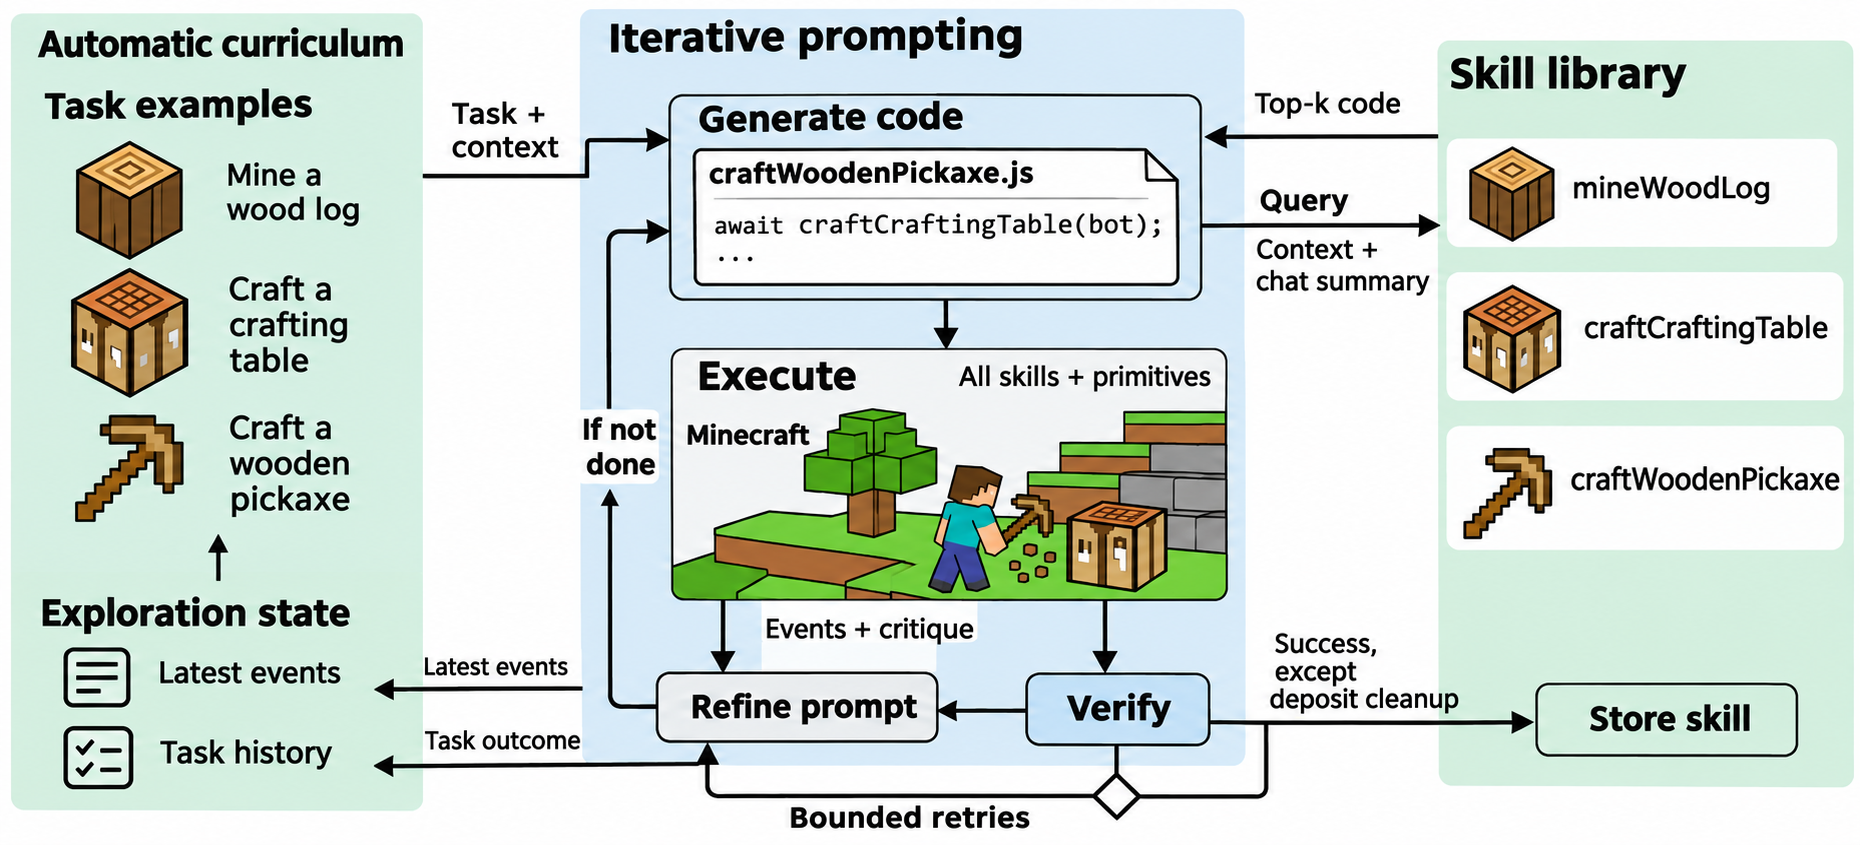 Automatic curriculum
Task examples
Mine a
wood log
Craft a
crafting
table
Craft a
wooden
pickaxe
Exploration state
Latest events
Task history
Task +
context
Latest events
Task outcome
Iterative prompting
Generate code
craftWoodenPickaxe.js
await craftCraftingTable(bot);
...
If not
done
Execute
All skills + primitives
Minecraft
Events + critique
Refine prompt
Verify
Bounded retries
Top-k code
Query
Context +
chat summary
Success,
except
deposit cleanup
Skill library
mineWoodLog
craftCraftingTable
craftWoodenPickaxe
Store skill